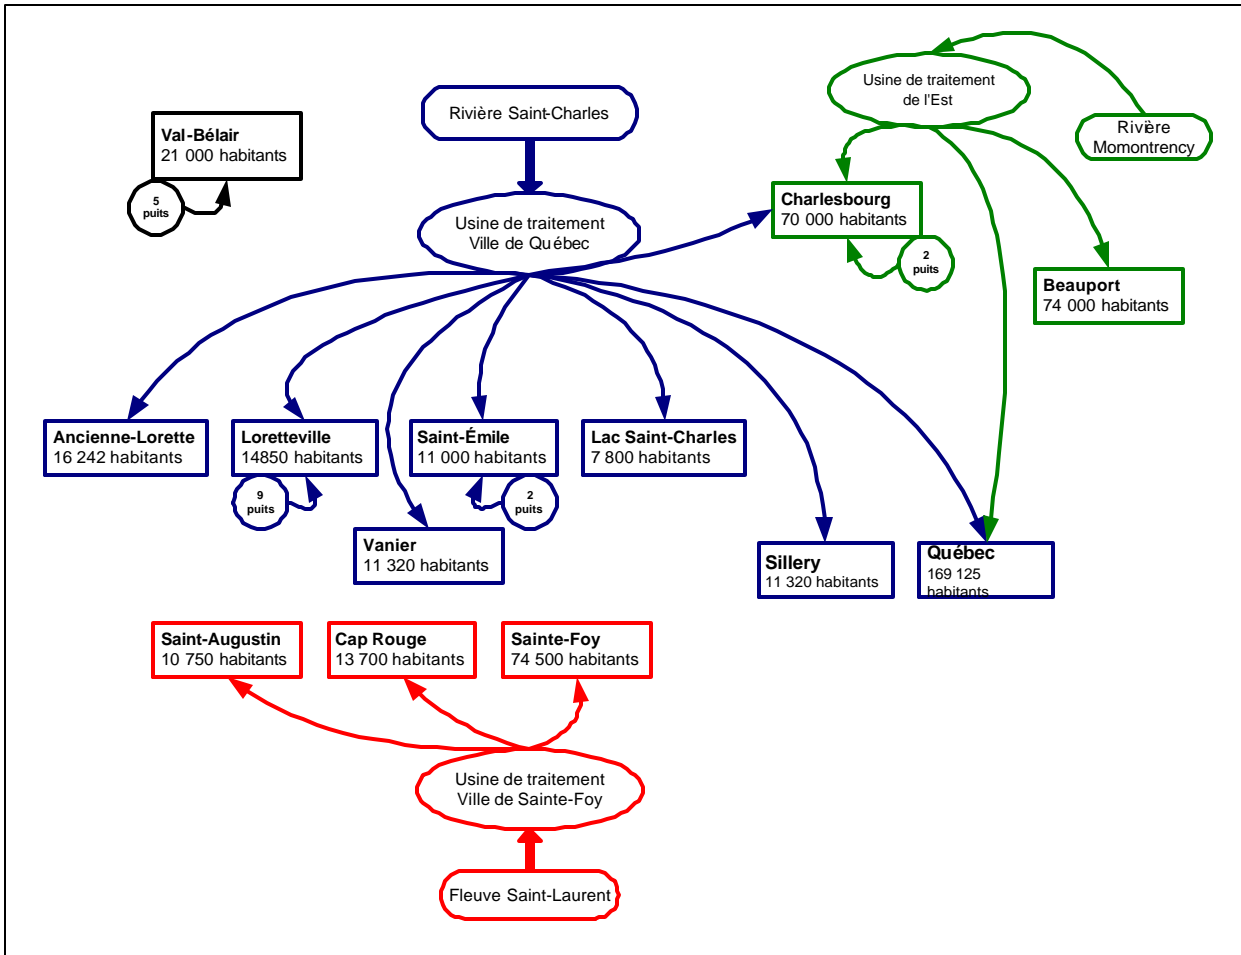 Usine de traitement
de l'Est
Rivière Saint-Charles
Rivière
Momontrency
Val-Bélair
21 000 habitants
5
puits
Charlesbourg
70 000 habitants
Usine de traitement
Ville de Québec
2
puits
Beauport
74 000 habitants
Ancienne-Lorette
16 242 habitants
Loretteville
14850 habitants
Saint-Émile
11 000 habitants
Lac Saint-Charles
7 800 habitants
9
puits
2
puits
Vanier
11 320 habitants
Sillery
11 320 habitants
Québec
169 125
habitants
Saint-Augustin
10 750 habitants
Cap Rouge
13 700 habitants
Sainte-Foy
74 500 habitants
Usine de traitement
Ville de Sainte-Foy
Fleuve Saint-Laurent